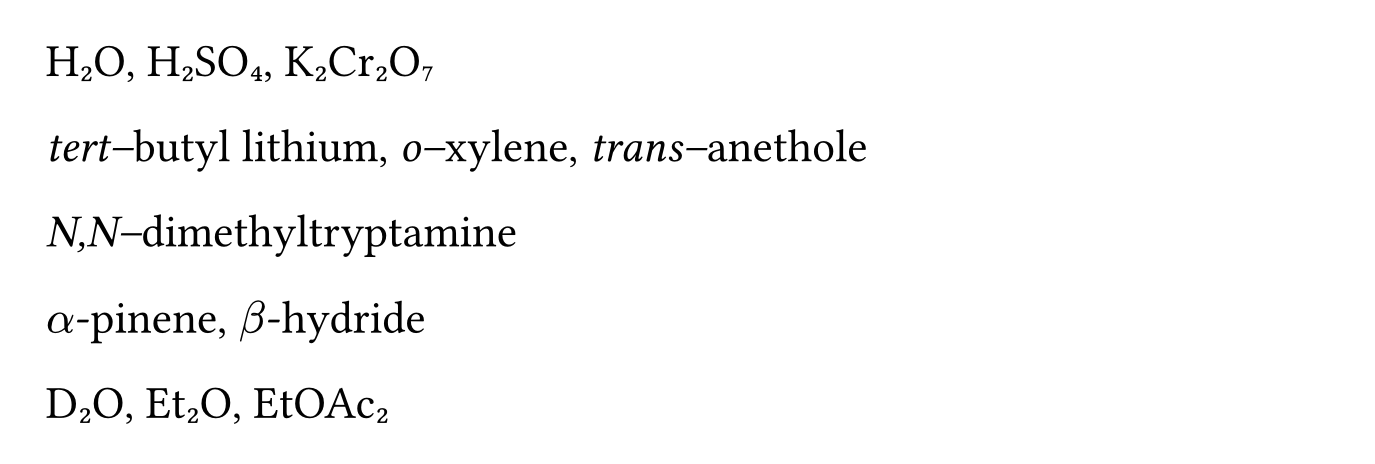 H₂O, H₂SO₄, K₂Cr₂O₇
tert–butyl lithium, o–xylene, trans–anethole
N,N–dimethyltryptamine
α-pinene, β-hydride
D₂O, Et₂O, EtOAc₂